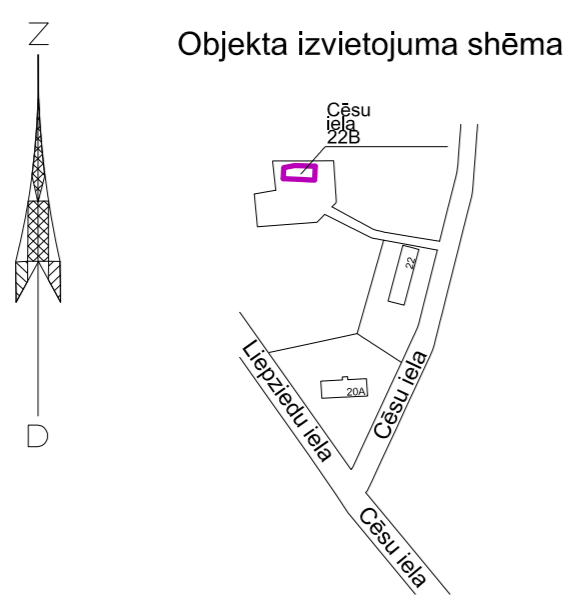 Z
Objekta izvietojuma shēma
Cēsu
iela
22B
22
20A
Liepziedu iela
Cēsu iela
D
Cēsu iela